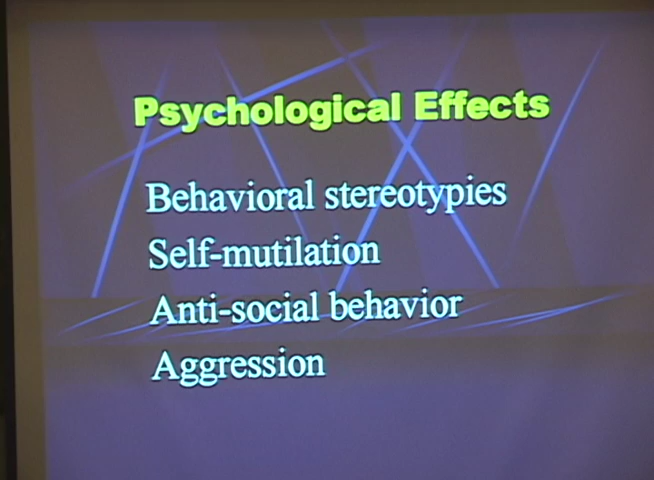 Psychological Effects
Behavioral stereotypies
Self-mutilation
Anti-social behavior
Aggression